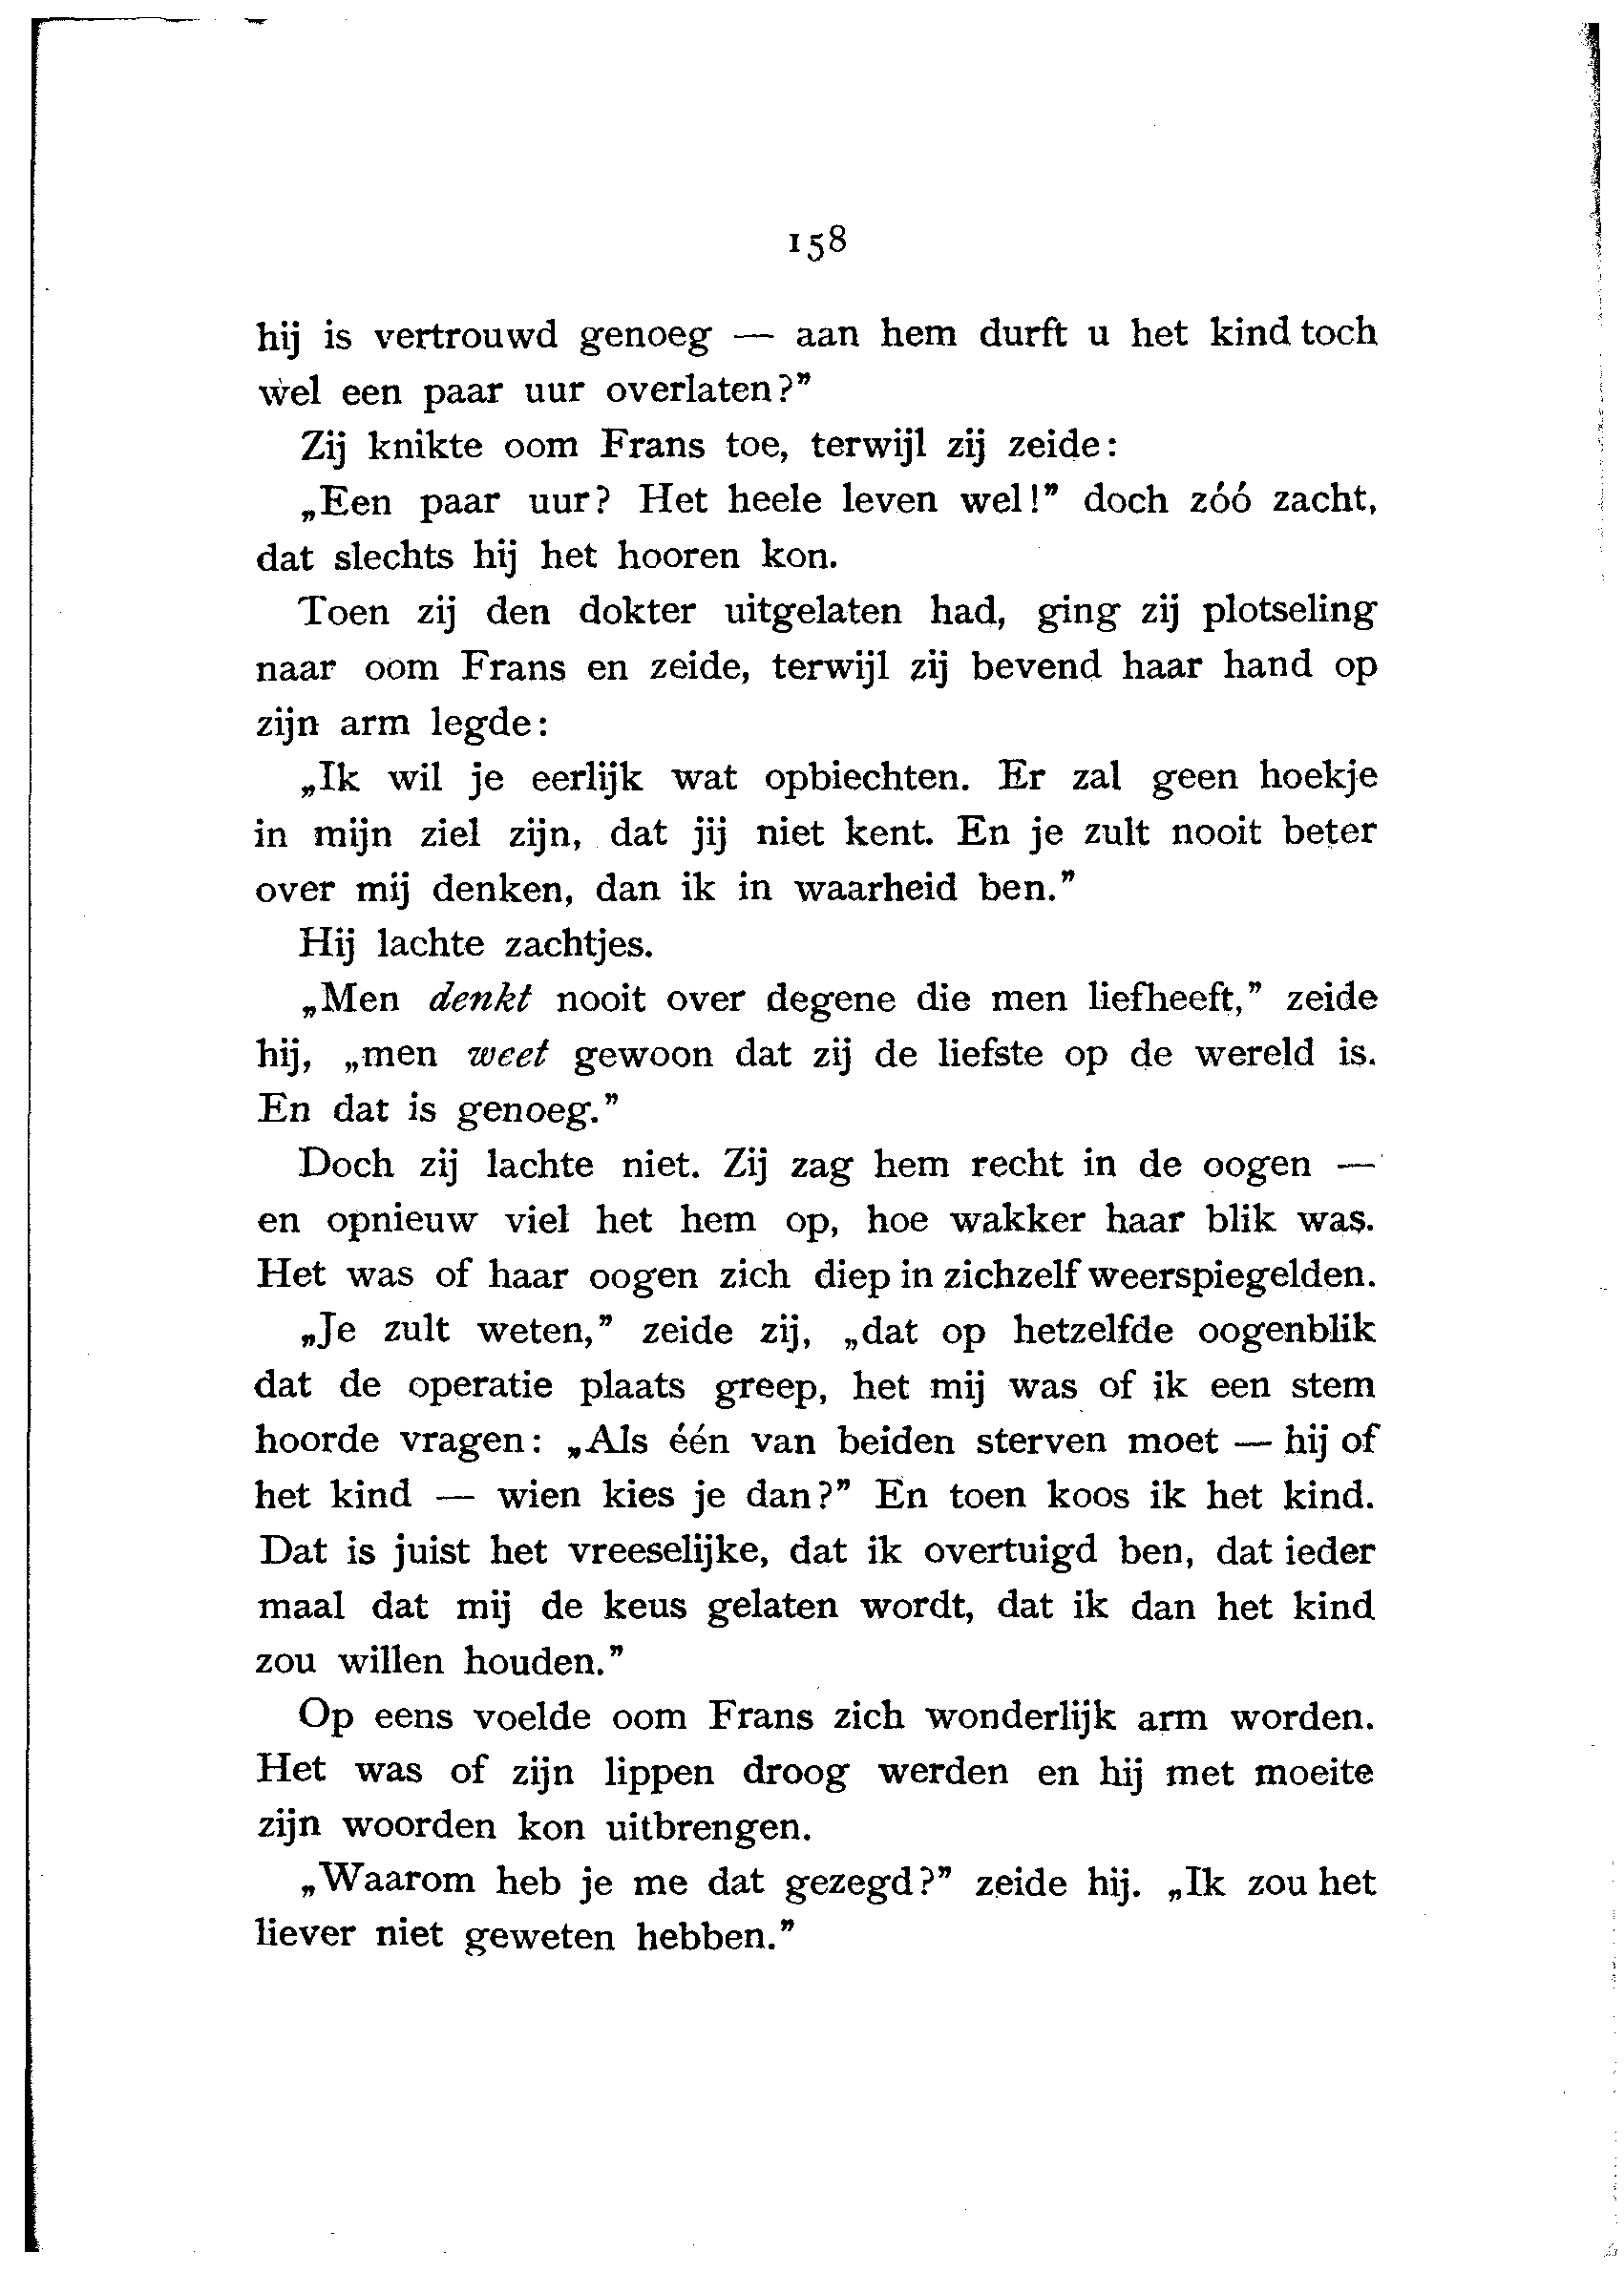 158
hij is vertrouwd genoeg — aan hem durft u het kind toch
wel een paar uur overlaten?”
Zij knikte oom Frans toe, terwijl zij zeide:
„Een paar uur? Het heele leven wel!” doch zóó zacht,
dat slechts hij het hooren kon.
Toen zij den dokter uitgelaten had, ging zij plotseling
naar oom Frans en zeide, terwijl zij bevend haar hand op
zijn arm legde:
„Ik wil je eerlijk wat opbiechten. Er zal geen hoekje
in mijn ziel zijn, dat jij niet kent. En je zult nooit beter
over mij denken, dan ik in waarheid ben.”
Hij lachte zachtjes.
„Men denkt nooit over degene die men liefheeft,” zeide
hij, „men weet gewoon dat zij de liefste op de wereld is.
En dat is genoeg.”
Doch zij lachte niet. Zij zag hem recht in de oogen —
en opnieuw viel het hem op, hoe wakker haar blik was.
Het was of haar oogen zich diep in zichzelf weerspiegelden.
„Je zult weten,” zeide zij, „dat op hetzelfde oogenblik
dat de operatie plaats greep, het mij was of ik een stem
hoorde vragen: „Als één van beiden sterven moet — hij of
het kind — wien kies je dan?” En toen koos ik het kind.
Dat is juist het vreeselijke, dat ik overtuigd ben, dat ieder
maal dat mij de keus gelaten wordt, dat ik dan het kind
zou willen houden.”
Op eens voelde oom Frans zich wonderlijk arm worden.
Het was of zijn lippen droog werden en hij met moeite
zijn woorden kon uitbrengen.
„Waarom heb je me dat gezegd?” zeide hij. „Ik zou het
liever niet geweten hebben.”